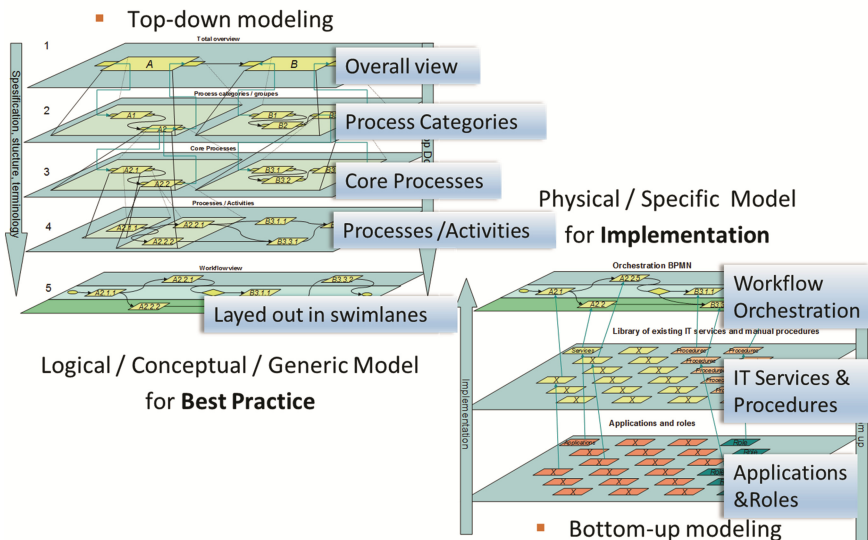 Top-down modeling
1
Total overview
A
B
Overall view
Spesification, stucture, terminology
2
Process categories / groupes
A1
A2
B1
B2
Process Categories
3
Core Processes
A2.1
A2.2
B3.1
B3.2
Core Processes
4
Processes / Activities
A2.1.1
A2.2.1
A2.2.2
B3.1.1
B3.3.1
Processes /Activities
5
Workflow view
A2.1.1
A2.2.1
A2.2.2
B3.1.1
B3.3.2
Layed out in swimlanes
Logical / Conceptual / Generic Model
for Best Practice
Physical / Specific Model
for Implementation
Orchestration BPMN
A2.1
A2.2.5
A2.2
B3.1.1
Workflow
Orchestration
Implementation
Library of existing IT services and manual procedures
Services
X
X
Procedures
Procedures
Procedures
IT Services &
Procedures
Applications and roles
Applications
X
X
Role
Applications
&Roles
Bottom-up modeling